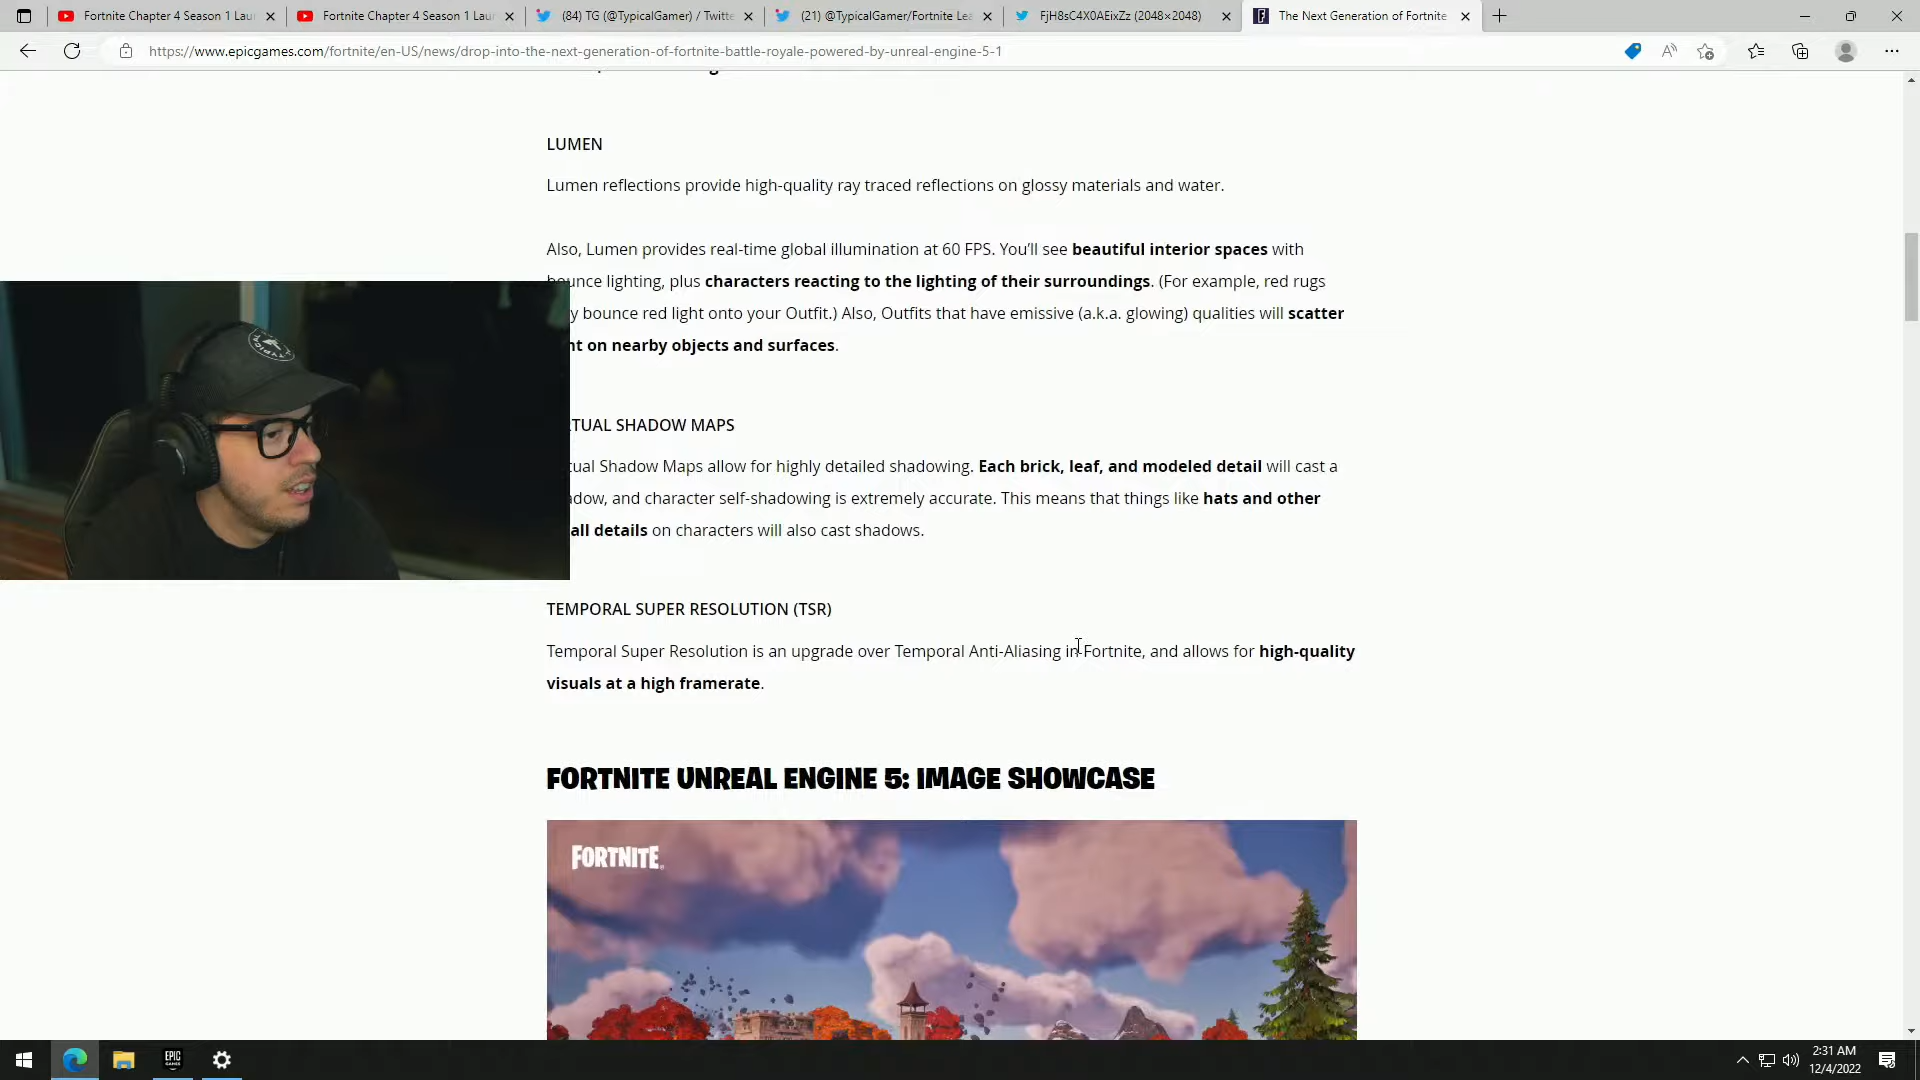 Fortnite Chapter 4 Season 1 Lau
Fortnite Chapter 4 Season 1 Lau
(84) TG (@TypicalGamer) / Twitte
(21) @TypicalGamer/Fortnite Lea
FjH8sC4X0AEixZz (2048×2048)
The Next Generation of Fortnite
https://www.epicgames.com/fortnite/en-US/news/drop-into-the-next-generation-of-fortnite-battle-royale-powered-by-unreal-engine-5-1
LUMEN
Lumen reflections provide high-quality ray traced reflections on glossy materials and water.
Also, Lumen provides real-time global illumination at 60 FPS. You'll see beautiful interior spaces with
bounce lighting, plus characters reacting to the lighting of their surroundings. (For example, red rugs
y bounce red light onto your Outfit.) Also, Outfits that have emissive (a.k.a. glowing) qualities will scatter
nt on nearby objects and surfaces.
TUAL SHADOW MAPS
tual Shadow Maps allow for highly detailed shadowing. Each brick, leaf, and modeled detail will cast a
adow, and character self-shadowing is extremely accurate. This means that things like hats and other
all details on characters will also cast shadows.
TEMPORAL SUPER RESOLUTION (TSR)
Temporal Super Resolution is an upgrade over Temporal Anti-Aliasing in Fortnite, and allows for high-quality
visuals at a high framerate.
FORTNITE UNREAL ENGINE 5: IMAGE SHOWCASE
FORTNITE
EPIC GAMES
2:31 AM
12/4/2022